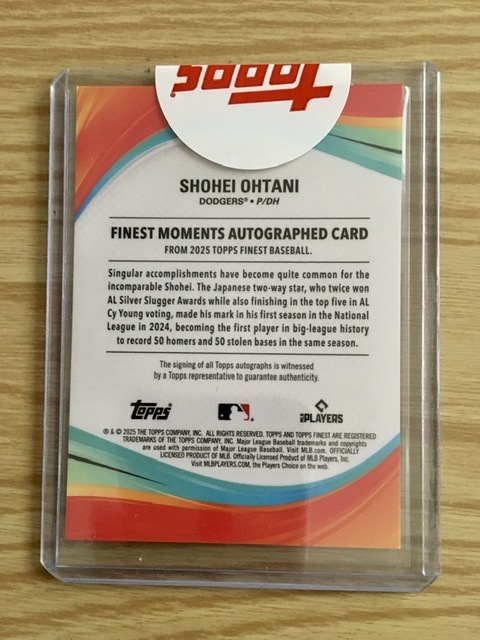 Topps
SHOHEI OHTANI
DODGERS® • P/DH
FINEST MOMENTS AUTOGRAPHED CARD
FROM 2025 TOPPS FINEST BASEBALL.
Singular accomplishments have become quite common for the
incomparable Shohei. The Japanese two-way star, who twice won
AL Silver Slugger Awards while also finishing in the top five in AL
Cy Young voting, made his mark in his first season in the National
League in 2024, becoming the first player in big-league history
to record 50 homers and 50 stolen bases in the same season.
The signing of all Topps autographs is witnessed
by a Topps representative to guarantee authenticity.
Topps
PLAYERS
® & © 2025 THE TOPPS COMPANY, INC. ALL RIGHTS RESERVED. TOPPS AND TOPPS FINEST ARE REGISTERED
TRADEMARKS OF THE TOPPS COMPANY, INC. Major League Baseball trademarks and copyrights
are used with permission of Major League Baseball. Visit MLB.com. OFFICIALLY
LICENSED PRODUCT OF MLB. Officially Licensed Product of MLB Players, Inc.
Visit MLBPLAYERS.COM, the Players Choice on the web.